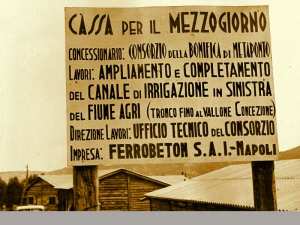 CÀSSA PER IL MEZZOGIORNO
CONCESSIONARIO: CONSORZIO DELLA BONIFICA DI METAPONTO
LAVORI: AMPLIAMENTO E COMPLETAMENTO
DEL CANALE DI IRRIGAZIONE IN SINISTRA
DEL FIUME AGRI (TRONCO FINO AL VALLONE CONCEZIONE)
DIREZIONE LAVORI: UFFICIO TECNICO DEL CONSORZIO
IMPRESA: FERROBETON S.A.I.-NAPOLI